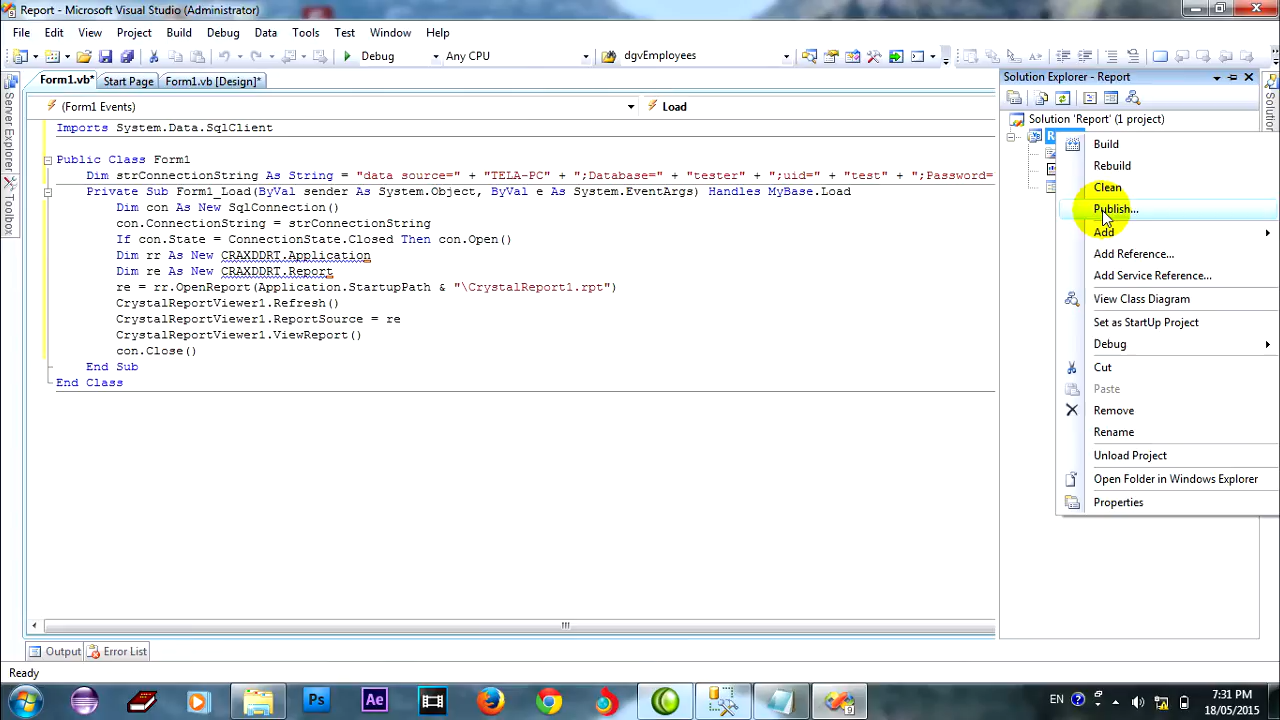 Report - Microsoft Visual Studio (Administrator)
File Edit View Project Build Debug Data Tools Test Window Help
Debug Any CPU dgvEmployees
Form1.vb* Start Page Form1.vb [Design]*
Solution Explorer - Report
(Form1 Events) Load
Server Explorer
Toolbox
Imports System.Data.SqlClient
Public Class Form1
Dim strConnectionString As String = "data source=" + "TELA-PC" + ";Database=" + "tester" + ";uid=" + "test" + ";Password=
Private Sub Form1_Load(ByVal sender As System.Object, ByVal e As System.EventArgs) Handles MyBase.Load
Dim con As New SqlConnection()
con.ConnectionString = strConnectionString
If con.State = ConnectionState.Closed Then con.Open()
Dim rr As New CRAXDDRT.Application
Dim re As New CRAXDDRT.Report
re = rr.OpenReport(Application.StartupPath & "\CrystalReport1.rpt")
CrystalReportViewer1.Refresh()
CrystalReportViewer1.ReportSource = re
CrystalReportViewer1.ViewReport()
con.Close()
End Sub
End Class
Solution 'Report' (1 project)
Build
Rebuild
Clean
Publish...
Add
Add Reference...
Add Service Reference...
View Class Diagram
Set as StartUp Project
Debug
Cut
Paste
Remove
Rename
Unload Project
Open Folder in Windows Explorer
Properties
Output Error List
Ready
Ps Ae
EN
7:31 PM
18/05/2015